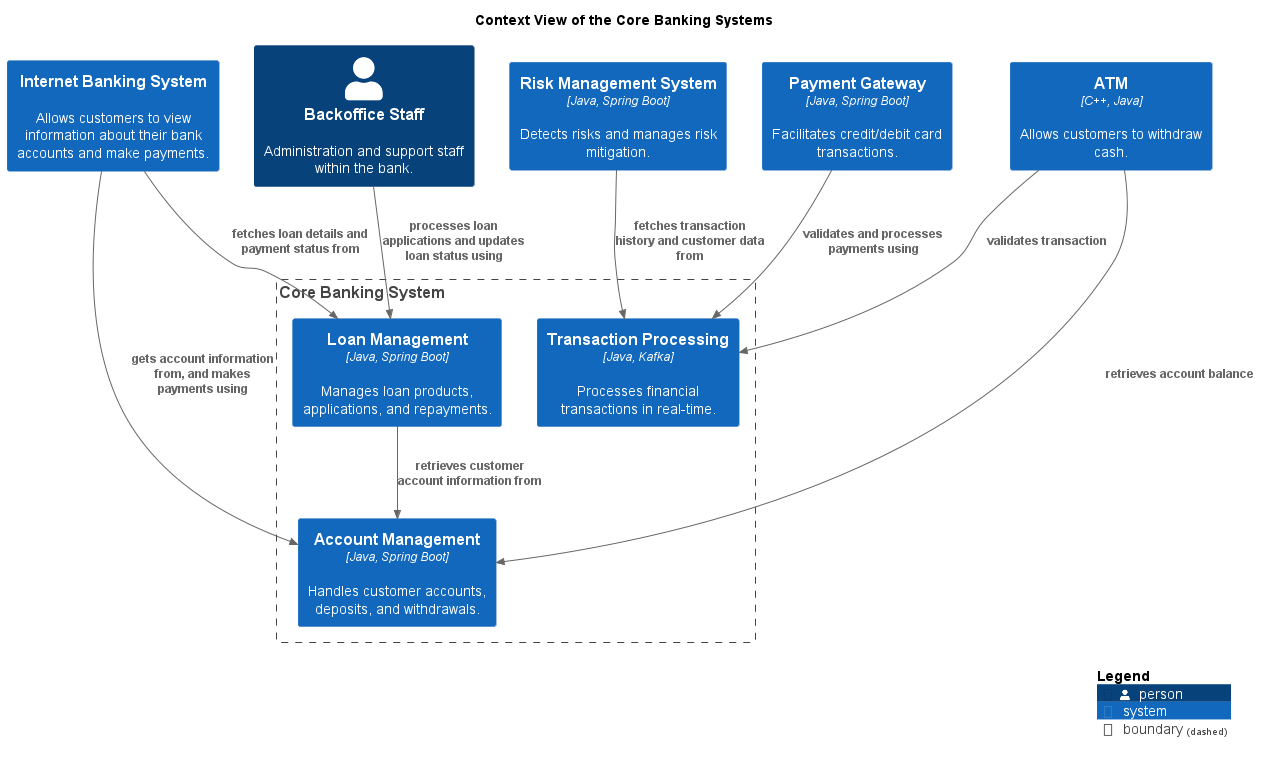 Context View of the Core Banking Systems
Internet Banking System
Allows customers to view
information about their bank
accounts and make payments.
Backoffice Staff
Administration and support staff
within the bank.
Risk Management System
[Java, Spring Boot]
Detects risks and manages risk
mitigation.
Payment Gateway
[Java, Spring Boot]
Facilitates credit/debit card
transactions.
ATM
[C++, Java]
Allows customers to withdraw
cash.
fetches loan details and
payment status from
processes loan
applications and updates
loan status using
fetches transaction
history and customer data
from
validates and processes
payments using
validates transaction
Core Banking System
Loan Management
[Java, Spring Boot]
Manages loan products,
applications, and repayments.
Transaction Processing
[Java, Kafka]
Processes financial
transactions in real-time.
gets account information
from, and makes
payments using
retrieves account balance
retrieves customer
account information from
Account Management
[Java, Spring Boot]
Handles customer accounts,
deposits, and withdrawals.
Legend
person
system
boundary (dashed)